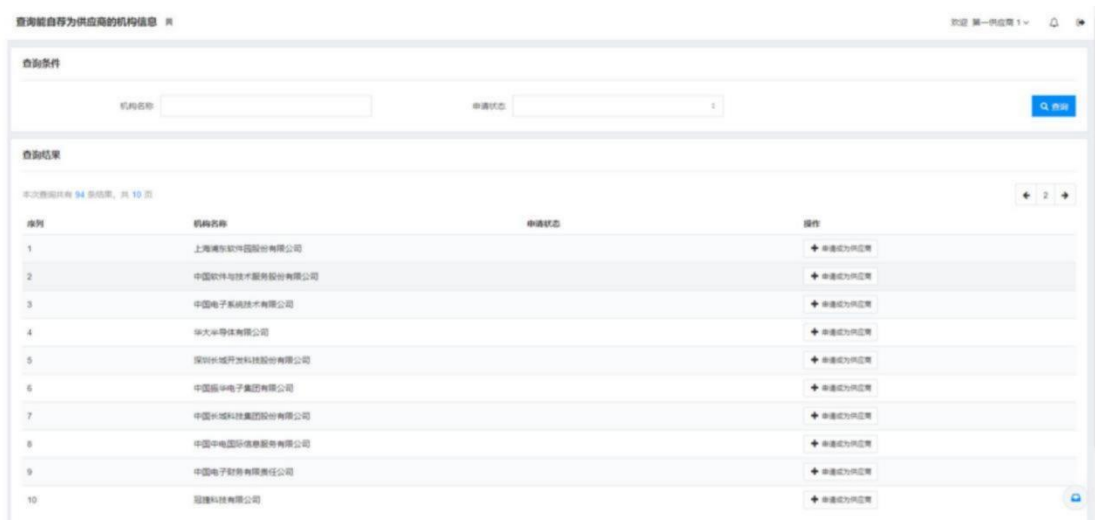 查询能自荐为供应商的机构信息
欢迎 第一供应商 1
查询条件
机构名称
申请状态
查询
查询结果
本次查询共有 94 条结果，共 10 页
2
序列 机构名称 申请状态 操作
1 上海浦东软件园股份有限公司 申请成为供应商
2 中国软件与技术服务股份有限公司 申请成为供应商
3 中国电子系统技术有限公司 申请成为供应商
4 华大半导体有限公司 申请成为供应商
5 深圳长城开发科技股份有限公司 申请成为供应商
6 中国振华电子集团有限公司 申请成为供应商
7 中国长城科技集团股份有限公司 申请成为供应商
8 中国中电国际信息服务有限公司 申请成为供应商
9 中国电子财务有限责任公司 申请成为供应商
10 冠捷科技有限公司 申请成为供应商